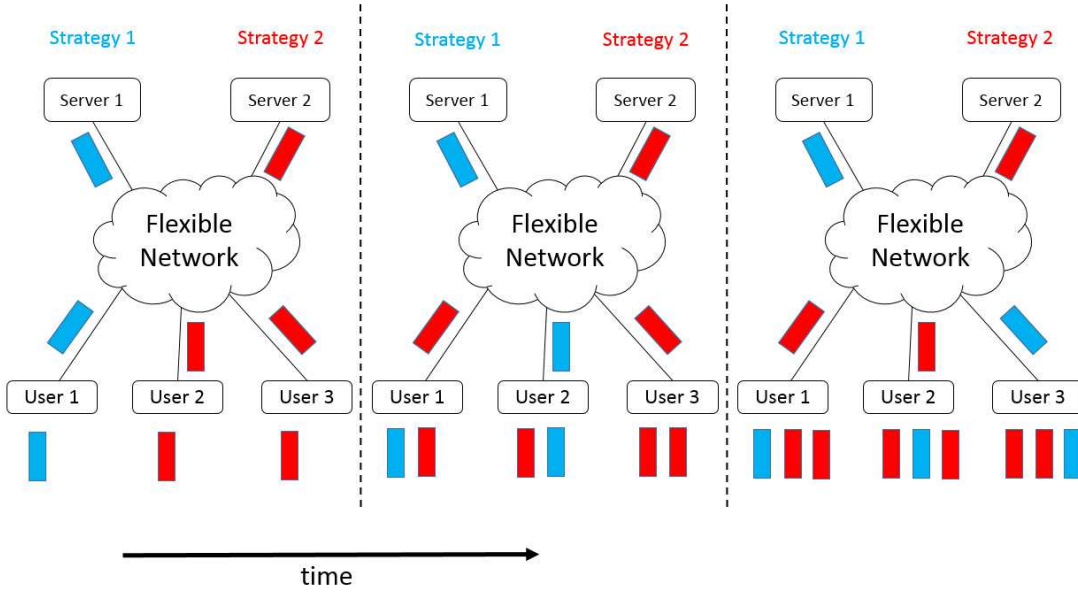 Strategy 1 Strategy 2 Strategy 1 Strategy 2 Strategy 1 Strategy 2
Server 1 Server 2 Server 1 Server 2 Server 1 Server 2
Flexible Flexible Flexible
Network Network Network
User 1 User 2 User 3 User 1 User 2 User 3 User 1 User 2 User 3
time